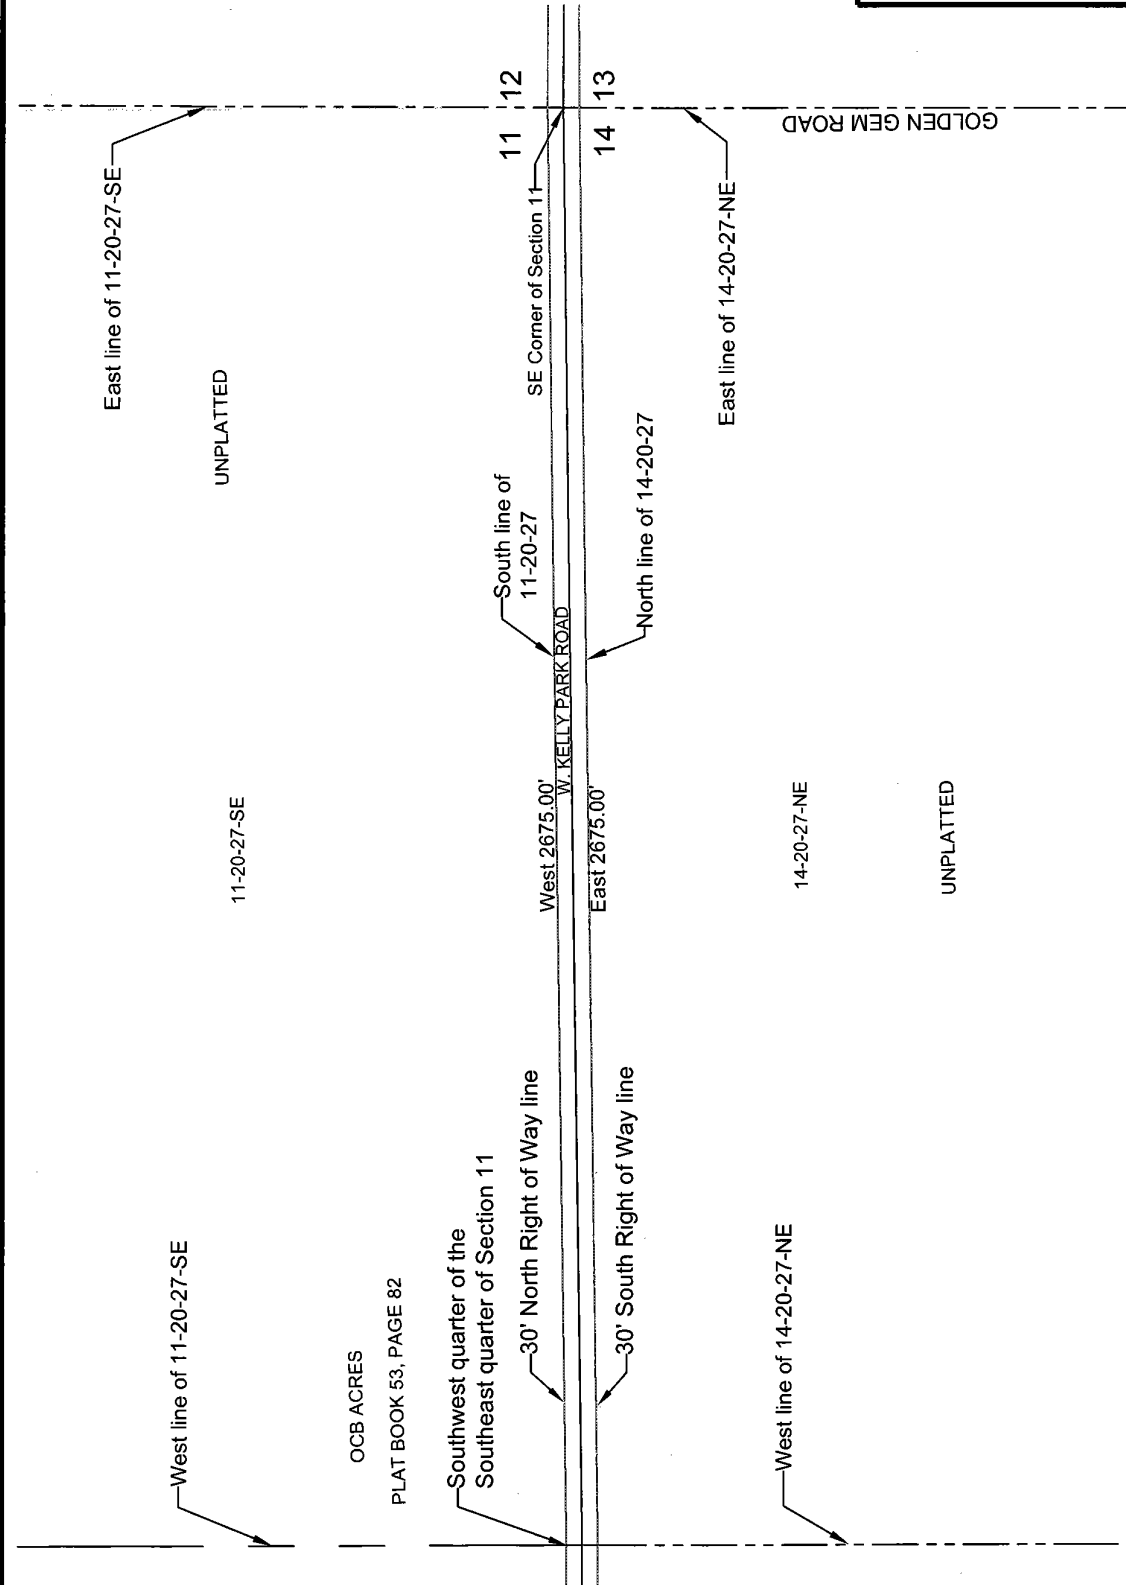 West line of 11-20-27-SE
11-20-27-SE
UNPLATTED
East line of 11-20-27-SE
OCB ACRES
PLAT BOOK 53, PAGE 82
Southwest quarter of the
Southeast quarter of Section 11
30' North Right of Way line
West 2675.00'
South line of
11-20-27
SE Corner of Section 11
11
12
W. KELLY PARK ROAD
East 2675.00'
14
13
30' South Right of Way line
North line of 14-20-27
West line of 14-20-27-NE
14-20-27-NE
East line of 14-20-27-NE
GOLDEN GEM ROAD
UNPLATTED